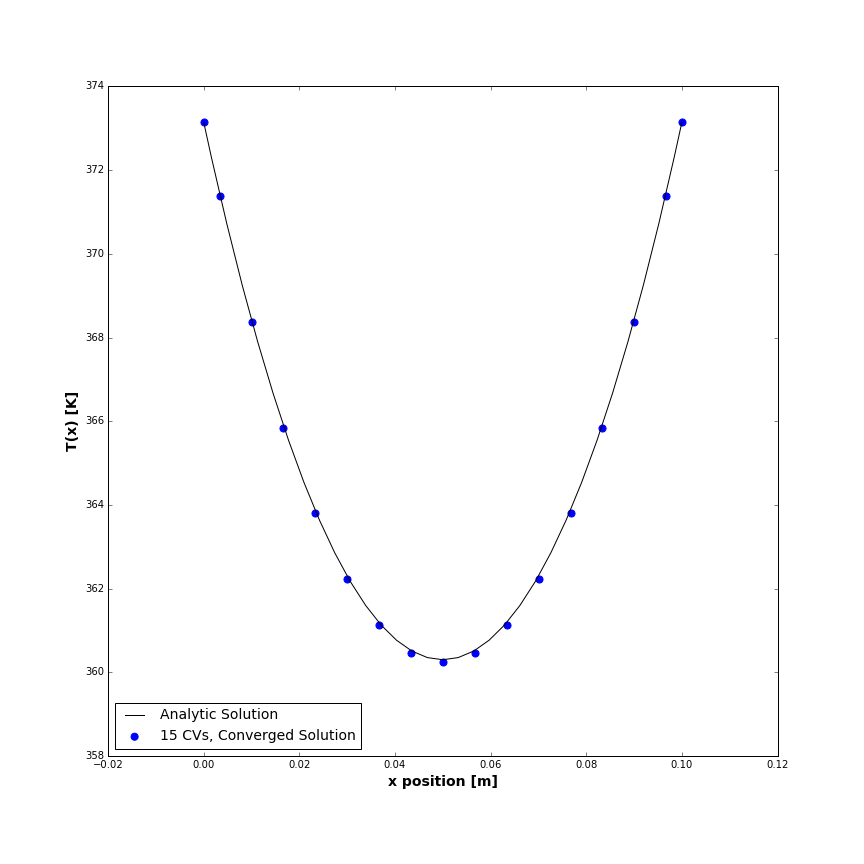 374
372
370
368
366
364
362
360
358
T(x) [K]
Analytic Solution
15 CVs, Converged Solution
−0.02 0.00 0.02 0.04 0.06 0.08 0.10 0.12
x position [m]